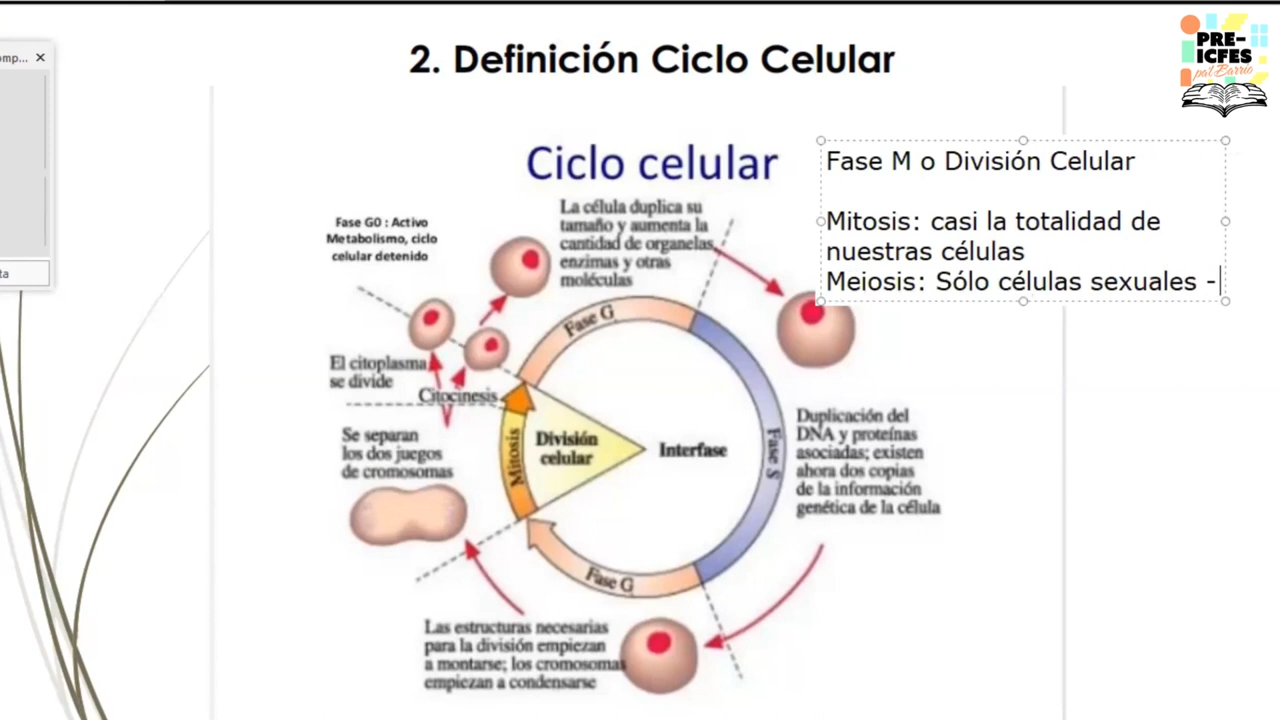 omp...
2. Definición Ciclo Celular
PRE-
ICFES
pat Barrio
Ciclo celular
Fase M o División Celular
Mitosis: casi la totalidad de
nuestras células
Meiosis: Sólo células sexuales -
Fase G0 : Activo
Metabolismo, ciclo
celular detenido
La célula duplica su
tamaño y aumenta la
cantidad de organelas,
enzimas y otras
moléculas
ta
Fase G
El citoplasma
se divide
Citocinesis
Se separan
los dos juegos
de cromosomas
Mitosis
División
celular
Interfase
Fase S
Duplicación del
DNA y proteínas
asociadas; existen
ahora dos copias
de la información
genética de la célula
Fase G
Las estructuras necesarias
para la división empiezan
a montarse; los cromosomas
empiezan a condensarse